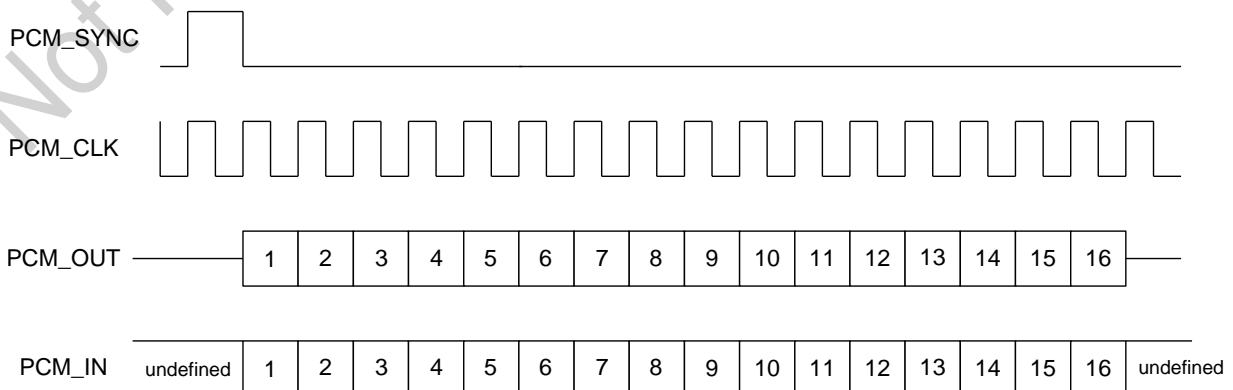 Not
PCM_SYNC
PCM_CLK
PCM_OUT 1 2 3 4 5 6 7 8 9 10 11 12 13 14 15 16
PCM_IN undefined 1 2 3 4 5 6 7 8 9 10 11 12 13 14 15 16 undefined